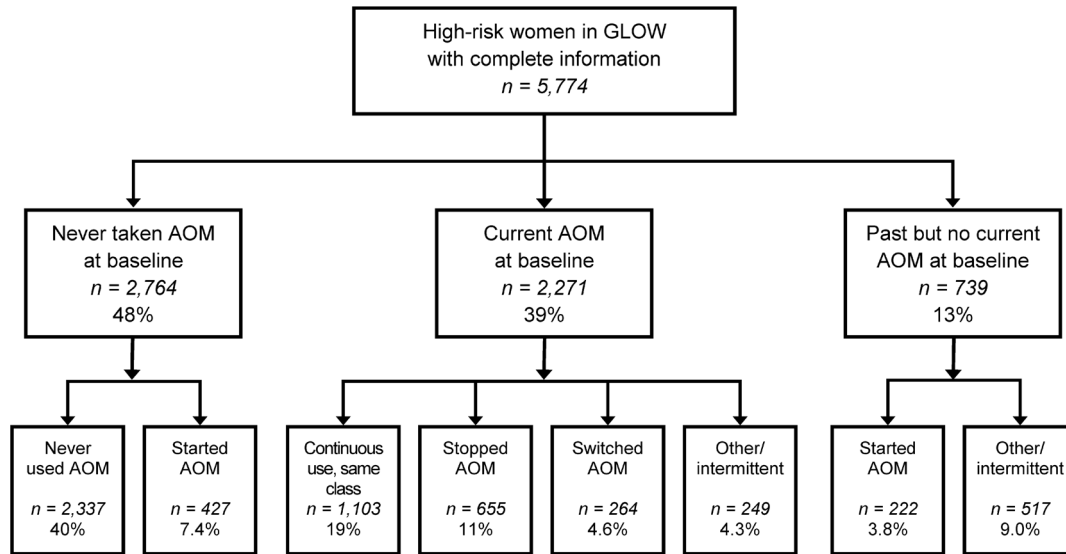 High-risk women in GLOW
with complete information
n = 5,774
Never taken AOM
at baseline
n = 2,764
48%
Current AOM
at baseline
n = 2,271
39%
Past but no current
AOM at baseline
n = 739
13%
Never
used AOM
n = 2,337
40%
Started
AOM
n = 427
7.4%
Continuous
use, same
class
n = 1,103
19%
Stopped
AOM
n = 655
11%
Switched
AOM
n = 264
4.6%
Other/
intermittent
n = 249
4.3%
Started
AOM
n = 222
3.8%
Other/
intermittent
n = 517
9.0%